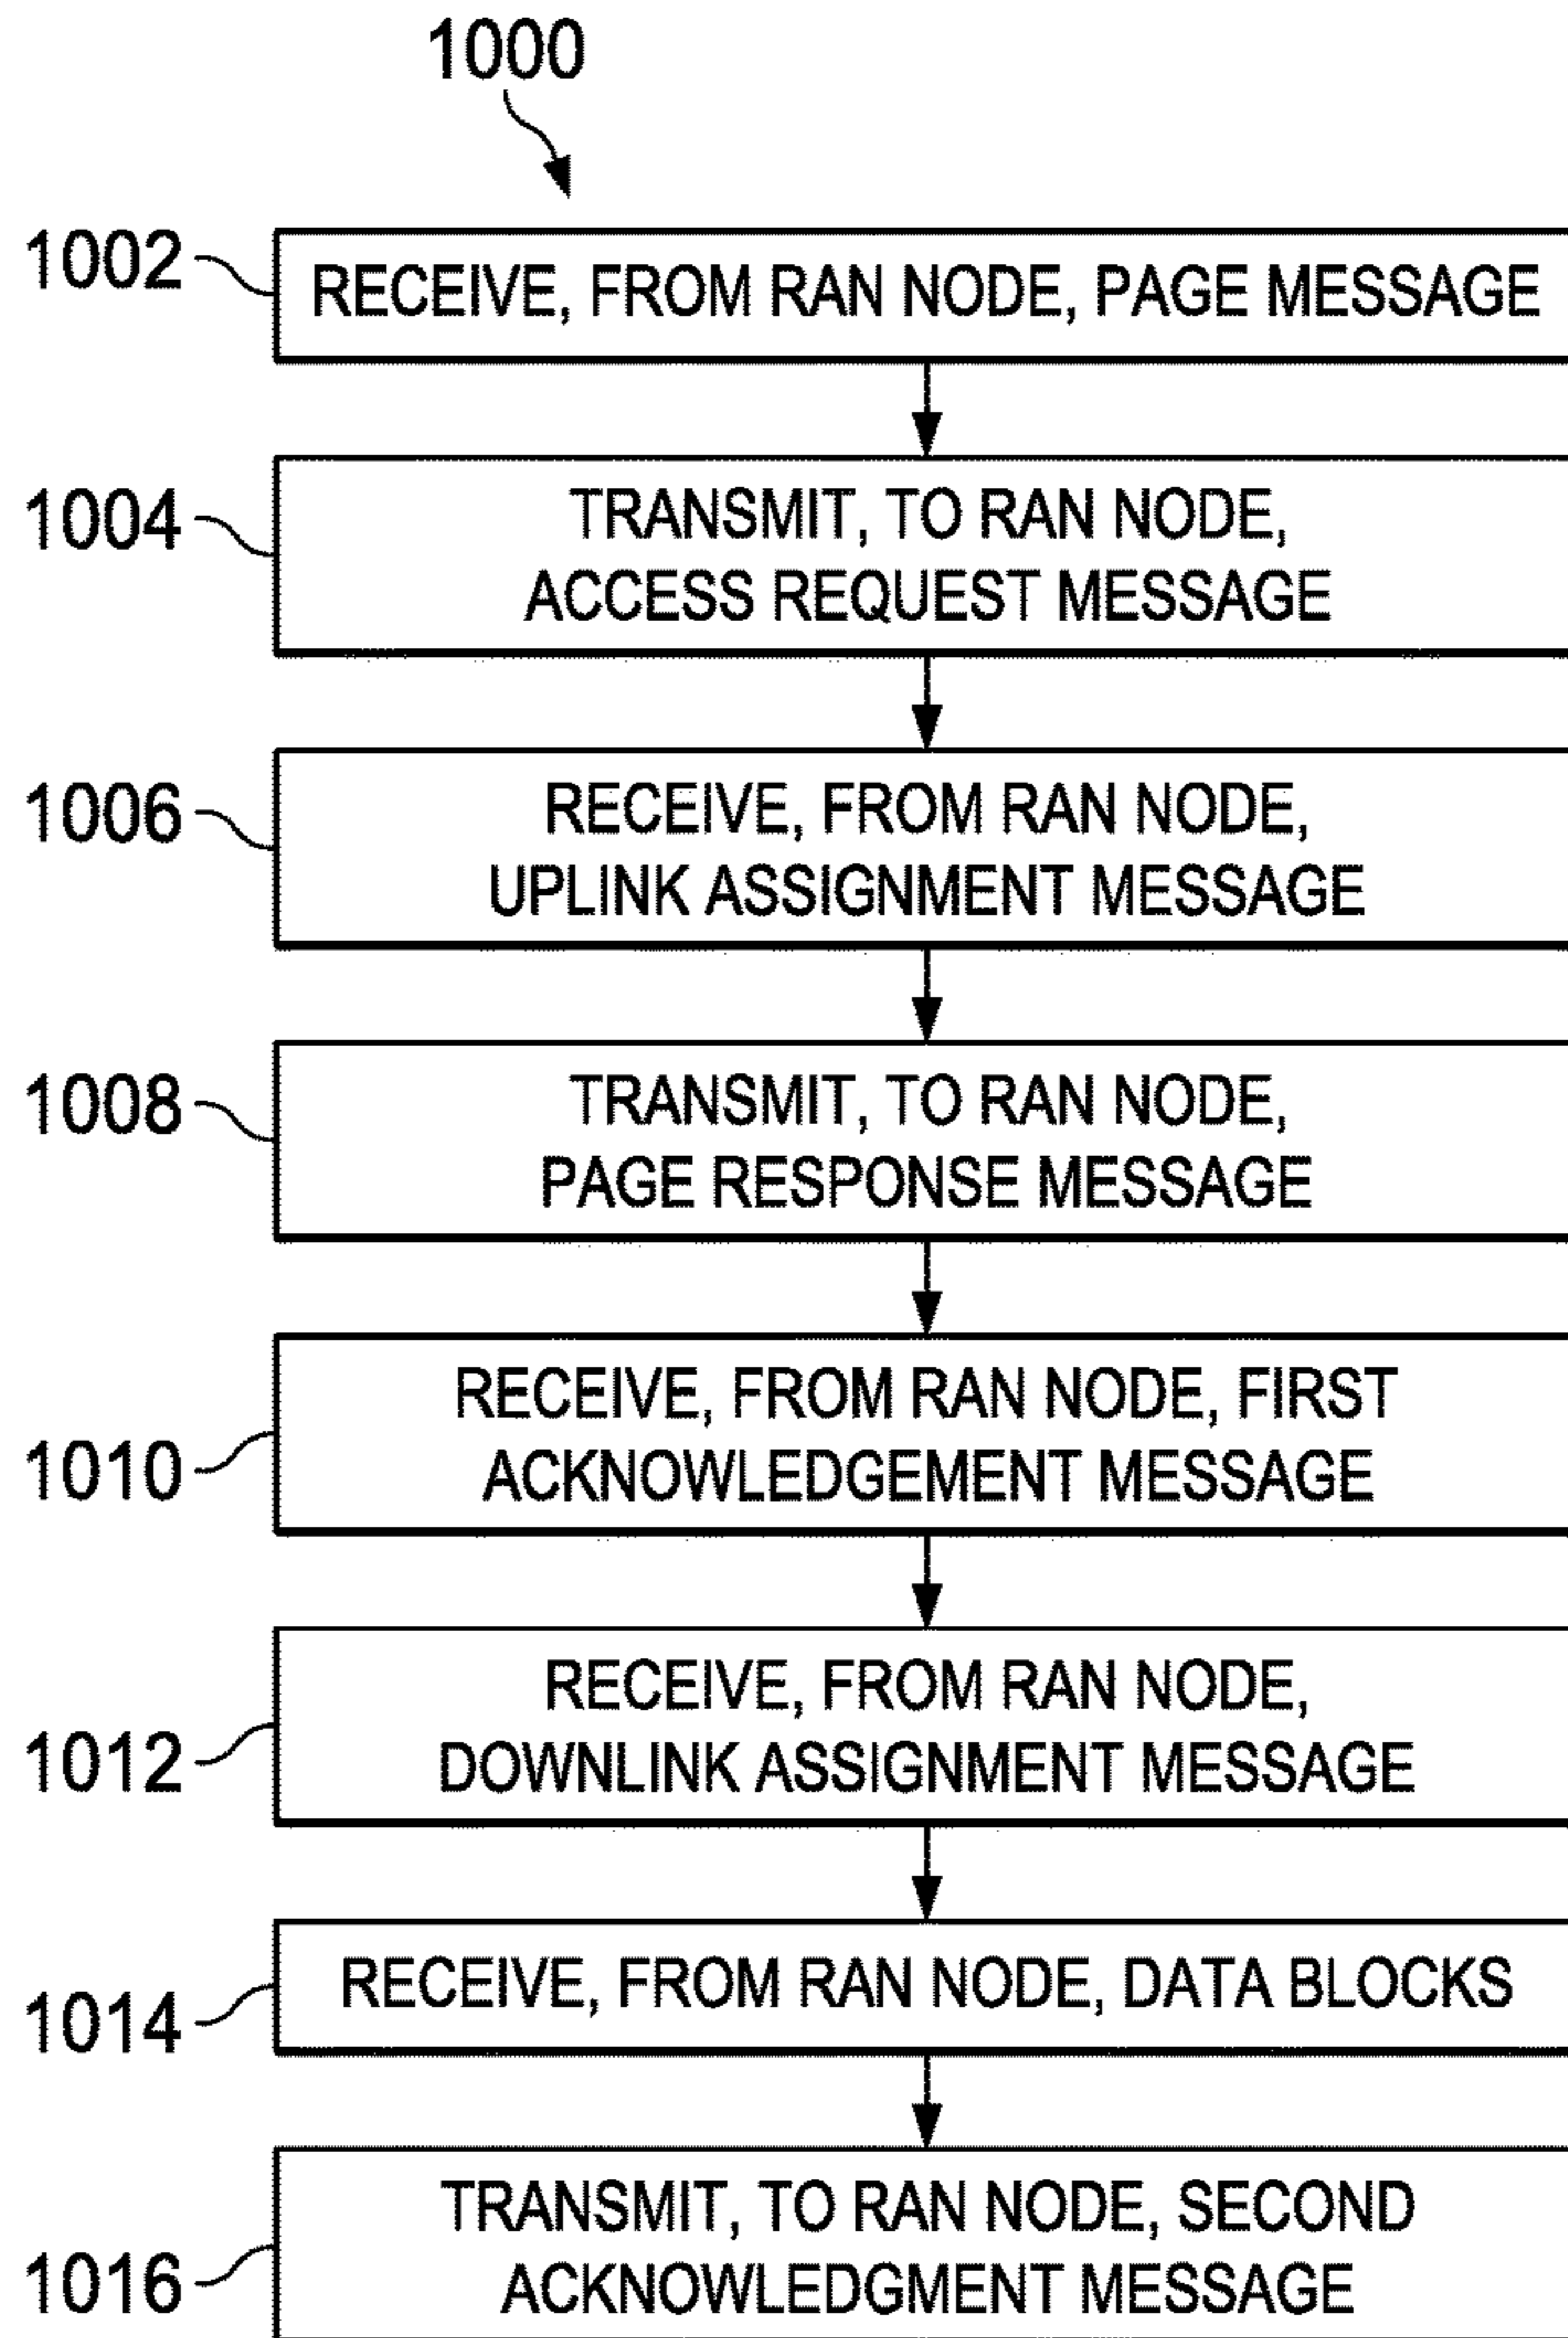 1000
1002
RECEIVE, FROM RAN NODE, PAGE MESSAGE
1004
TRANSMIT, TO RAN NODE,
ACCESS REQUEST MESSAGE
1006
RECEIVE, FROM RAN NODE,
UPLINK ASSIGNMENT MESSAGE
1008
TRANSMIT, TO RAN NODE,
PAGE RESPONSE MESSAGE
1010
RECEIVE, FROM RAN NODE, FIRST
ACKNOWLEDGEMENT MESSAGE
1012
RECEIVE, FROM RAN NODE,
DOWNLINK ASSIGNMENT MESSAGE
1014
RECEIVE, FROM RAN NODE, DATA BLOCKS
1016
TRANSMIT, TO RAN NODE, SECOND
ACKNOWLEDGMENT MESSAGE